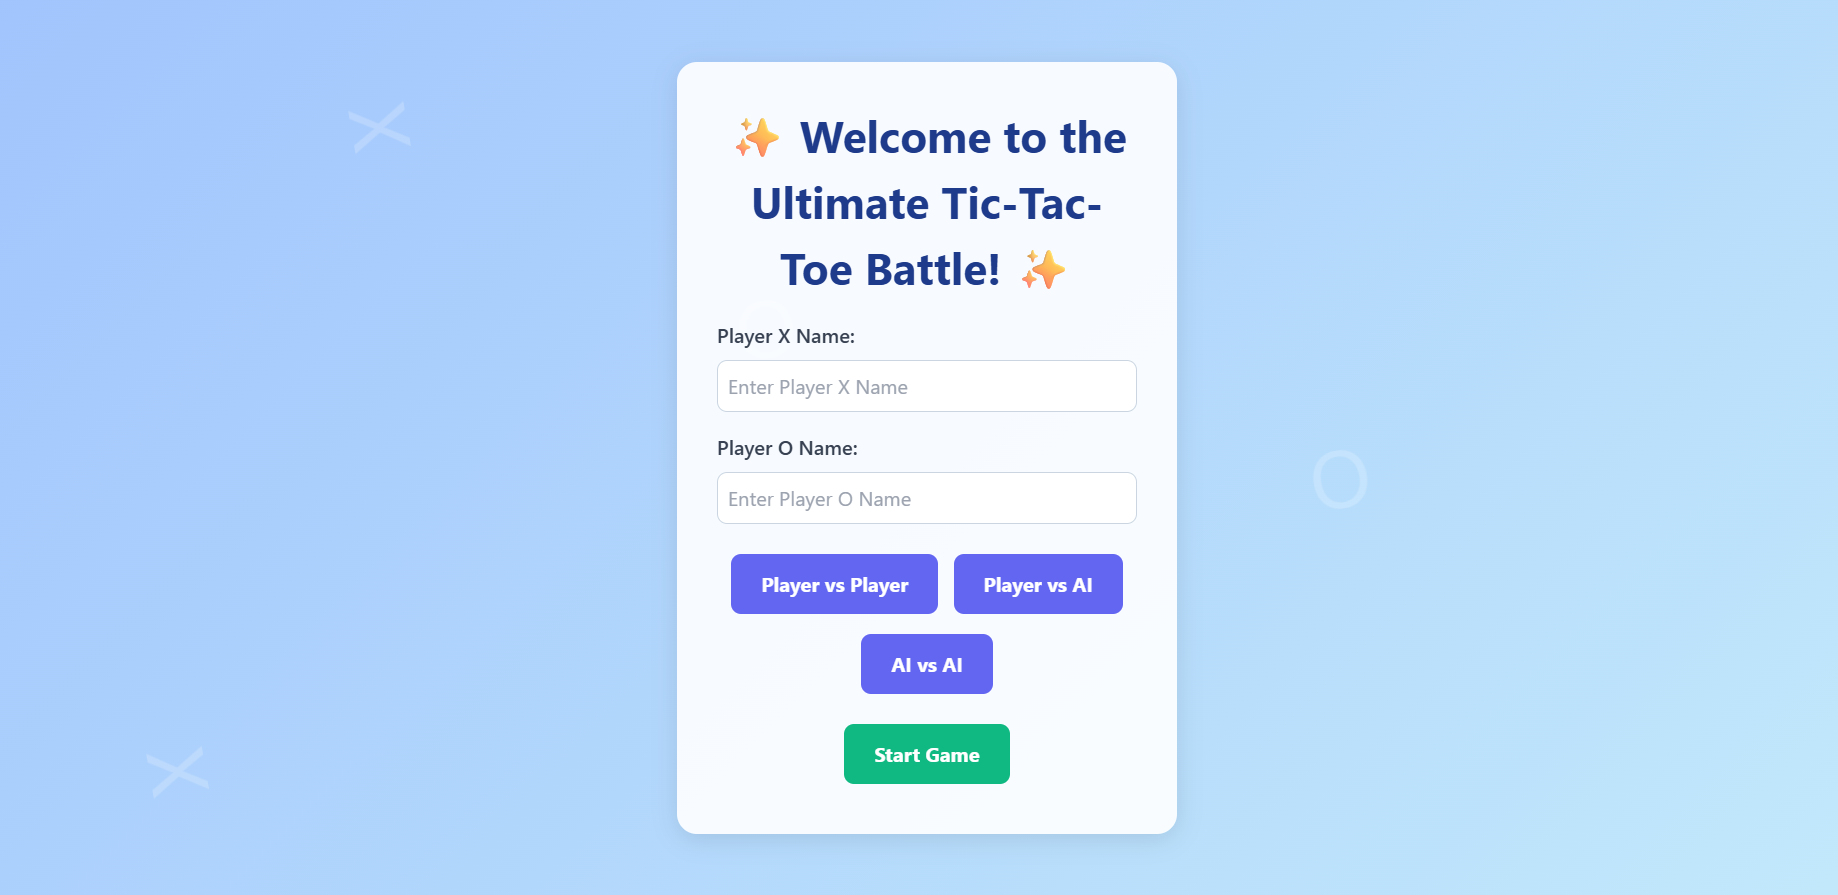 ✨ Welcome to the
Ultimate Tic-Tac-
Toe Battle! ✨
Player X Name:
Enter Player X Name
Player O Name:
Enter Player O Name
Player vs Player
Player vs AI
AI vs AI
Start Game
X
O
X